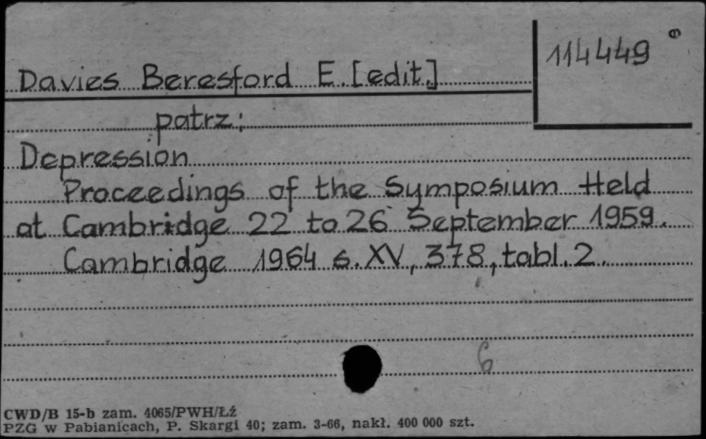 114449 e
Davies Beresford E. [edit.]
patrz:
Depression
Proceedings of the Symposium Held
at Cambridge 22 to 26 September 1959.
Cambridge 1964 s. XV, 378, tabl. 2.
6
CWD/B 15-b zam. 4065/PWH/Łź
PZG w Pabianicach, P. Skargi 40; zam. 3-66, nakł. 400 000 szt.